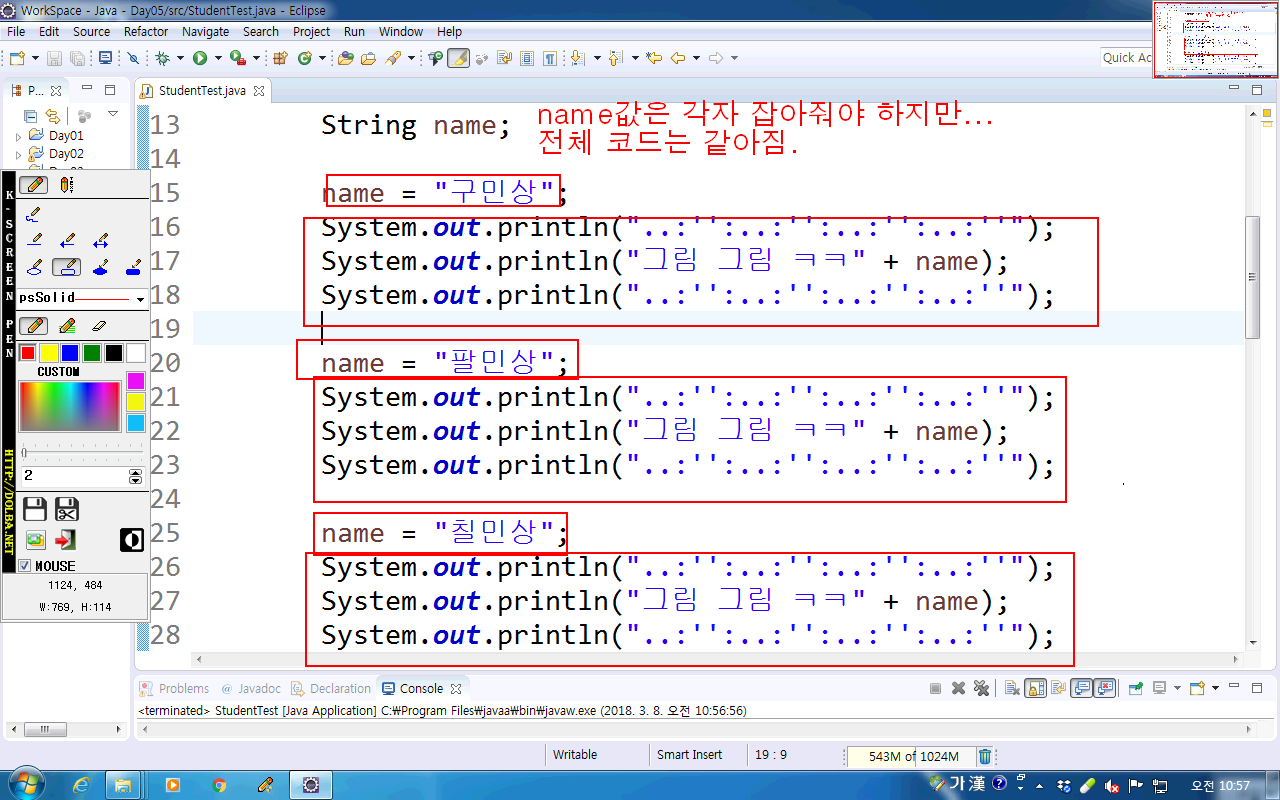 WorkSpace - Java - Day05/src/StudentTest.java - Eclipse
File Edit Source Refactor Navigate Search Project Run Window Help
Quick Ac
P...
StudentTest.java
Day01
Day02
name값은 각자 잡아줘야 하지만...
전체 코드는 같아짐.
13 String name;
14
15 name = "구민상";
16 System.out.println("..:'':..:'':..:'':..:''");
17 System.out.println("그림 그림 ㅋㅋ" + name);
18 System.out.println("..:'':..:'':..:'':..:''");
19
20 name = "팔민상";
21 System.out.println("..:'':..:'':..:'':..:''");
22 System.out.println("그림 그림 ㅋㅋ" + name);
23 System.out.println("..:'':..:'':..:'':..:''");
24
25 name = "칠민상";
26 System.out.println("..:'':..:'':..:'':..:''");
27 System.out.println("그림 그림 ㅋㅋ" + name);
28 System.out.println("..:'':..:'':..:'':..:''");
K-SCREEN PEN
HTTP://DOLBA.NET
psSolid
CUSTOM
2
MOUSE
1124, 484
W:769, H:114
Problems @ Javadoc Declaration Console
<terminated> StudentTest [Java Application] C:₩Program Files₩javaa₩bin₩javaw.exe (2018. 3. 8. 오전 10:56:56)
Writable Smart Insert 19 : 9 543M of 1024M
가 漢 오전 10:57